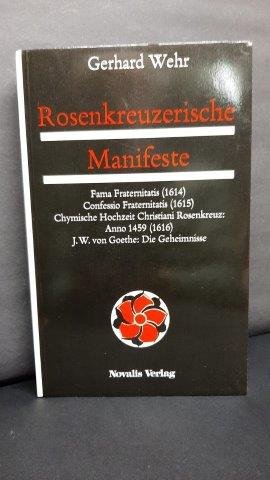 Gerhard Wehr
Rosenkreuzerische
Manifeste
Fama Fraternitatis (1614)
Confessio Fraternitatis (1615)
Chymische Hochzeit Christiani Rosenkreuz:
Anno 1459 (1616)
J.W. von Goethe: Die Geheimnisse
Novalis Verlag